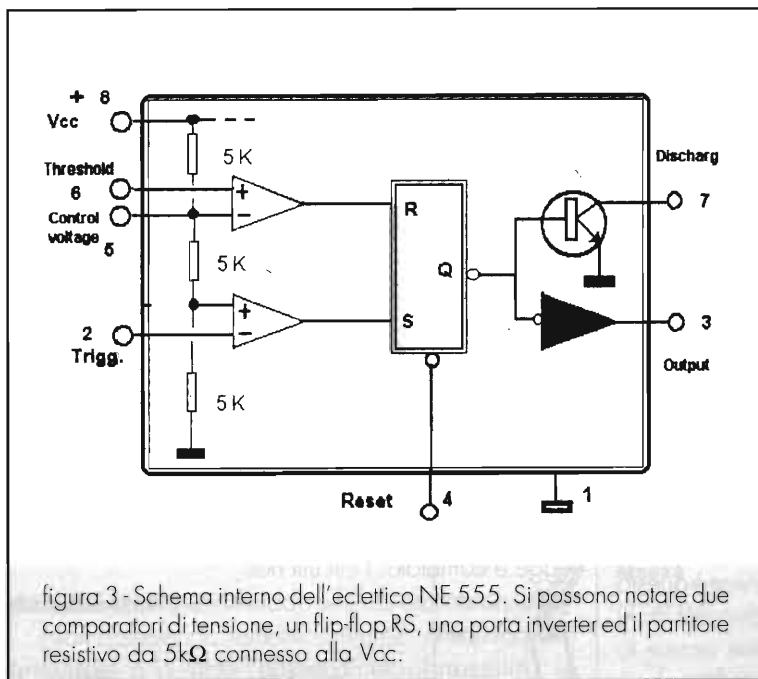 + 8
Vcc
5 K
Threshold
6
Control
voltage
5
+
−
R
Discharg
7
5 K
Q
2
Trigg.
+
−
S
3
Output
5 K
Reset 4
1
figura 3 - Schema interno dell'eclettico NE 555. Si possono notare due
comparatori di tensione, un flip-flop RS, una porta inverter ed il partitore
resistivo da 5kΩ connesso alla Vcc.